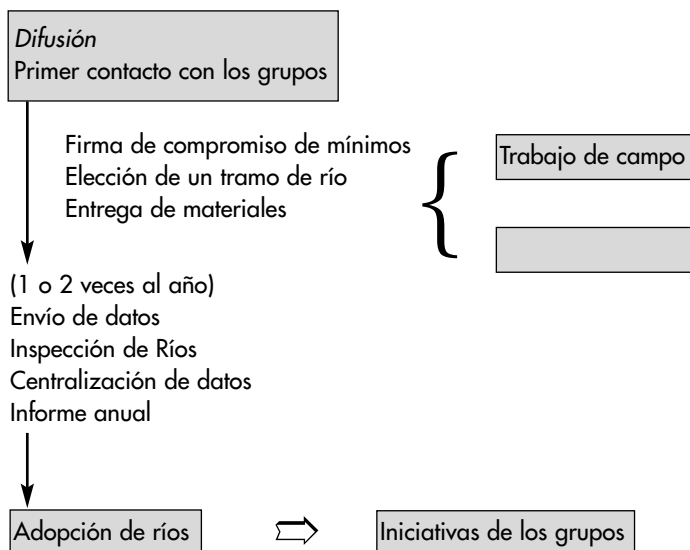 Difusión
Primer contacto con los grupos
Firma de compromiso de mínimos
Elección de un tramo de río
Entrega de materiales
Trabajo de campo
(1 o 2 veces al año)
Envío de datos
Inspección de Ríos
Centralización de datos
Informe anual
Adopción de ríos
Iniciativas de los grupos